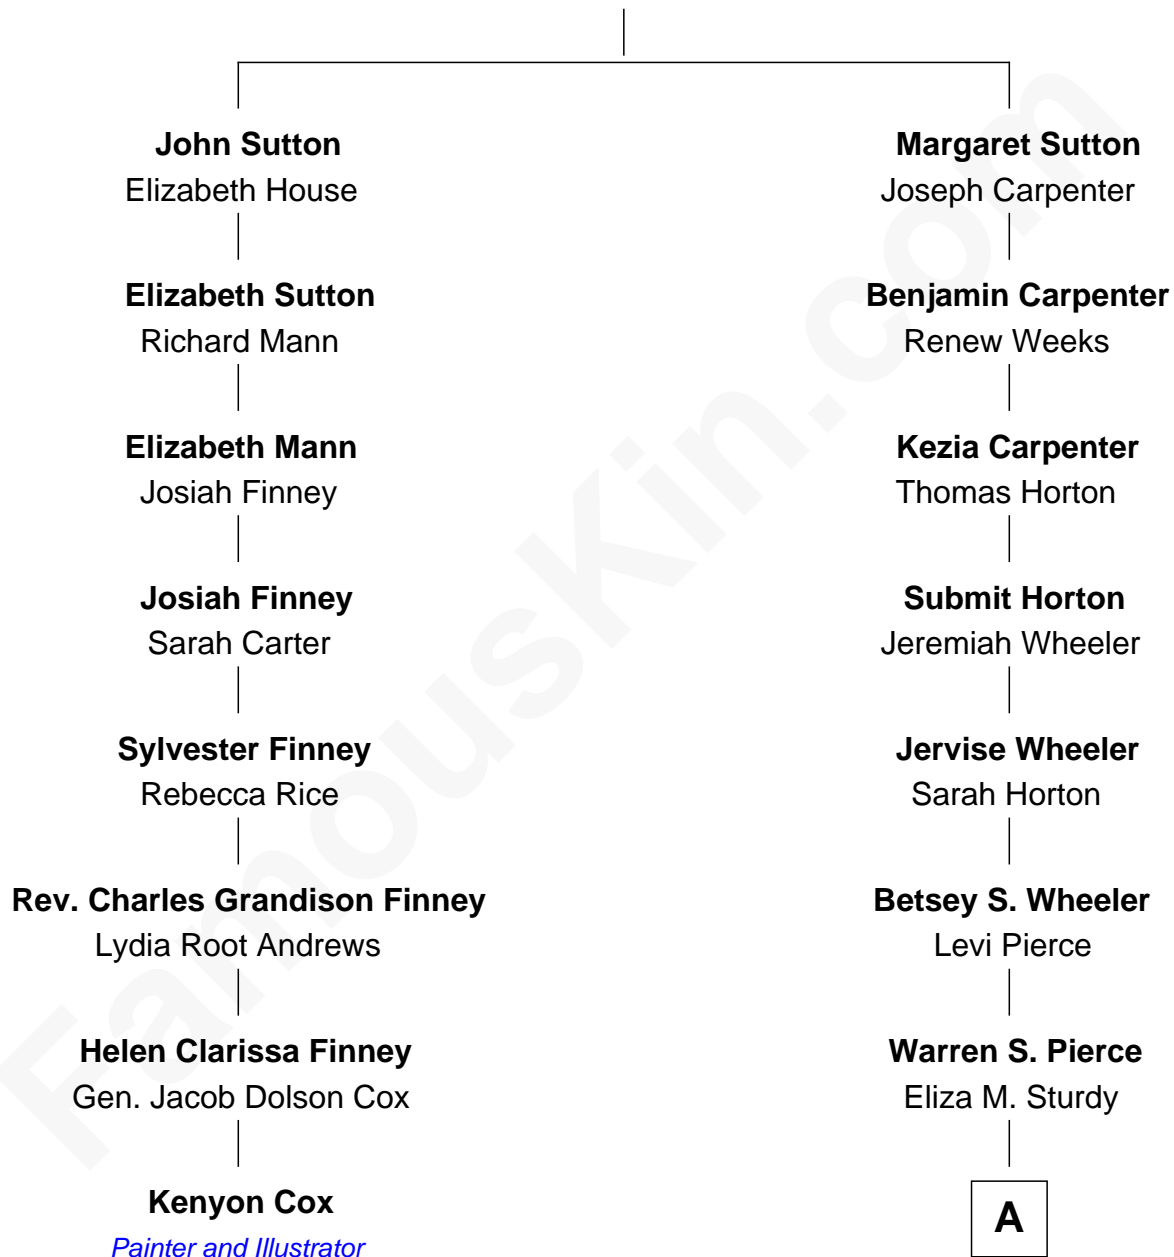 John Sutton
Elizabeth House
Elizabeth Sutton
Richard Mann
Elizabeth Mann
Josiah Finney
Josiah Finney
Sarah Carter
Sylvester Finney
Rebecca Rice
Rev. Charles Grandison Finney
Lydia Root Andrews
Helen Clarissa Finney
Gen. Jacob Dolson Cox
Kenyon Cox
Painter and Illustrator
Margaret Sutton
Joseph Carpenter
Benjamin Carpenter
Renew Weeks
Kezia Carpenter
Thomas Horton
Submit Horton
Jeremiah Wheeler
Jervise Wheeler
Sarah Horton
Betsey S. Wheeler
Levi Pierce
Warren S. Pierce
Eliza M. Sturdy
A
FamousKin.com